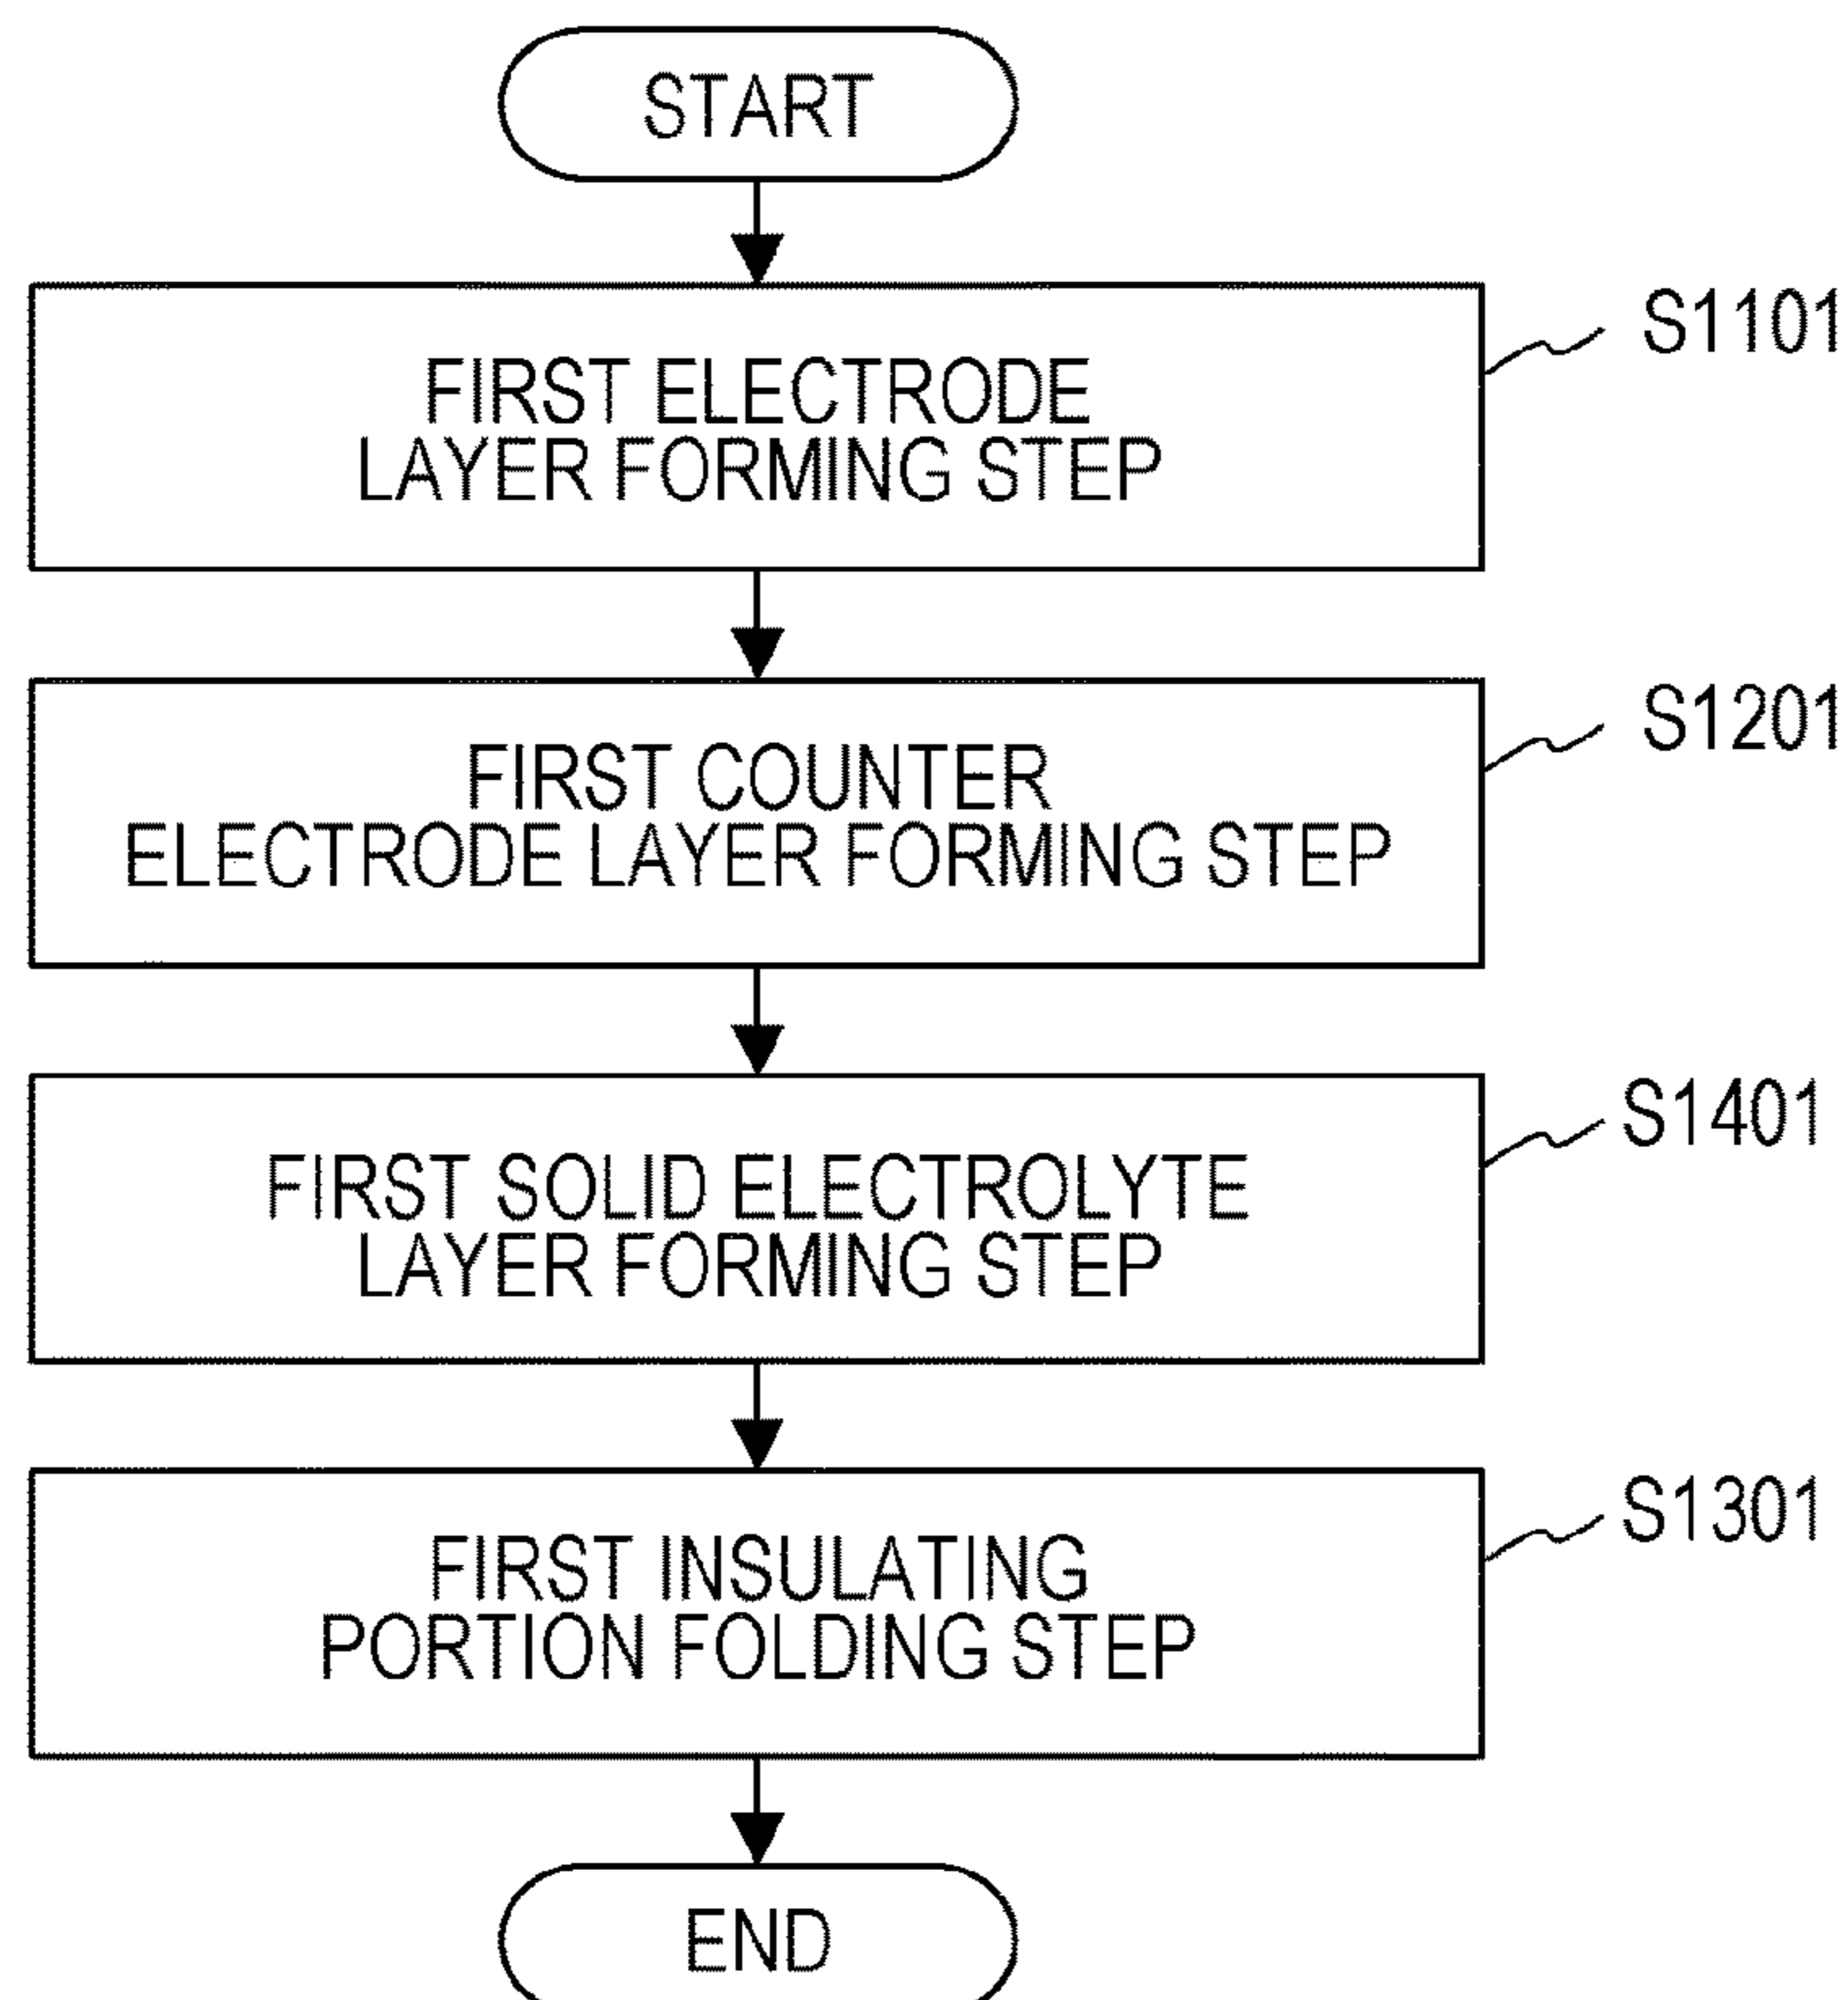 START
FIRST ELECTRODE
LAYER FORMING STEP
S1101
FIRST COUNTER
ELECTRODE LAYER FORMING STEP
S1201
FIRST SOLID ELECTROLYTE
LAYER FORMING STEP
S1401
FIRST INSULATING
PORTION FOLDING STEP
S1301
END